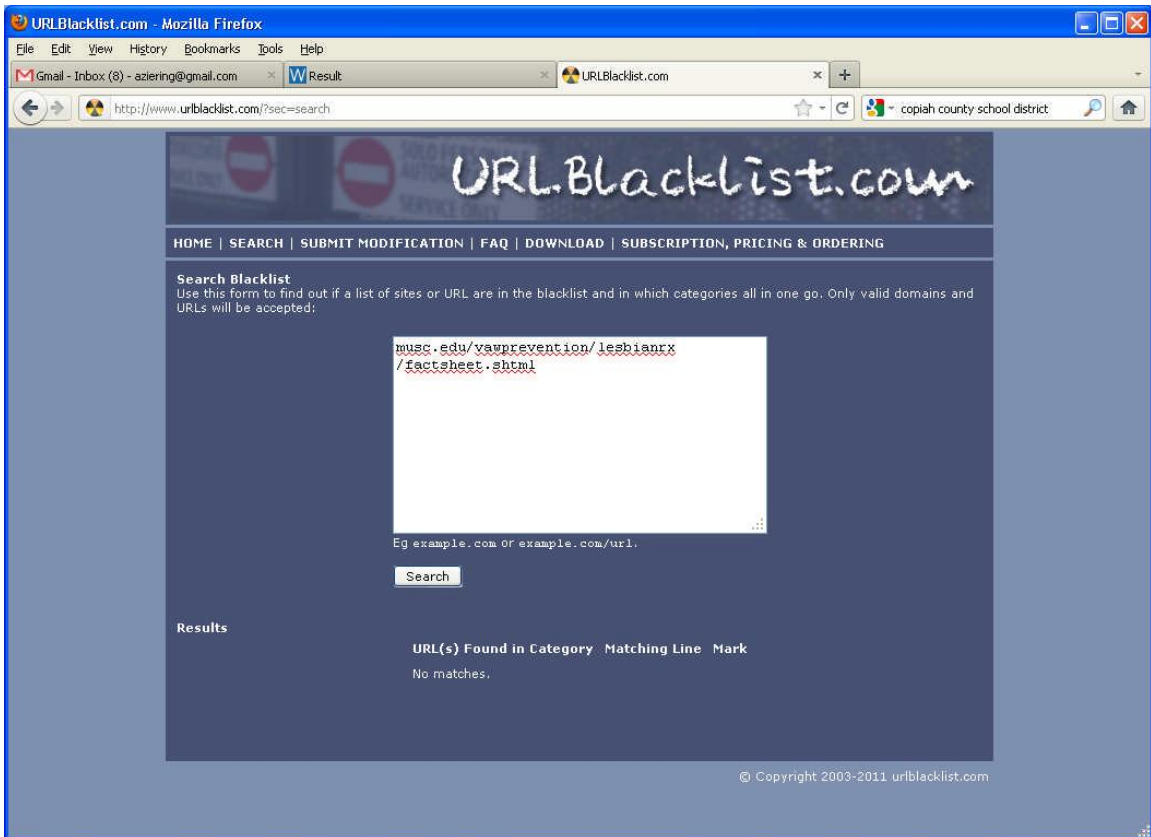 URLBlacklist.com - Mozilla Firefox
File Edit View History Bookmarks Tools Help
Gmail - Inbox (8) - aziering@gmail.com × W Result × URLBlacklist.com × +
http://www.urlblacklist.com/?sec=search copiah county school district
URLBlacklist.com
HOME | SEARCH | SUBMIT MODIFICATION | FAQ | DOWNLOAD | SUBSCRIPTION, PRICING & ORDERING
Search Blacklist
Use this form to find out if a list of sites or URL are in the blacklist and in which categories all in one go. Only valid domains and
URLs will be accepted:
musc.edu/vawprevention/lesbianrx
/factsheet.shtml
Eg example.com or example.com/url.
Search
Results
URL(s) Found in Category Matching Line Mark
No matches.
© Copyright 2003-2011 urlblacklist.com